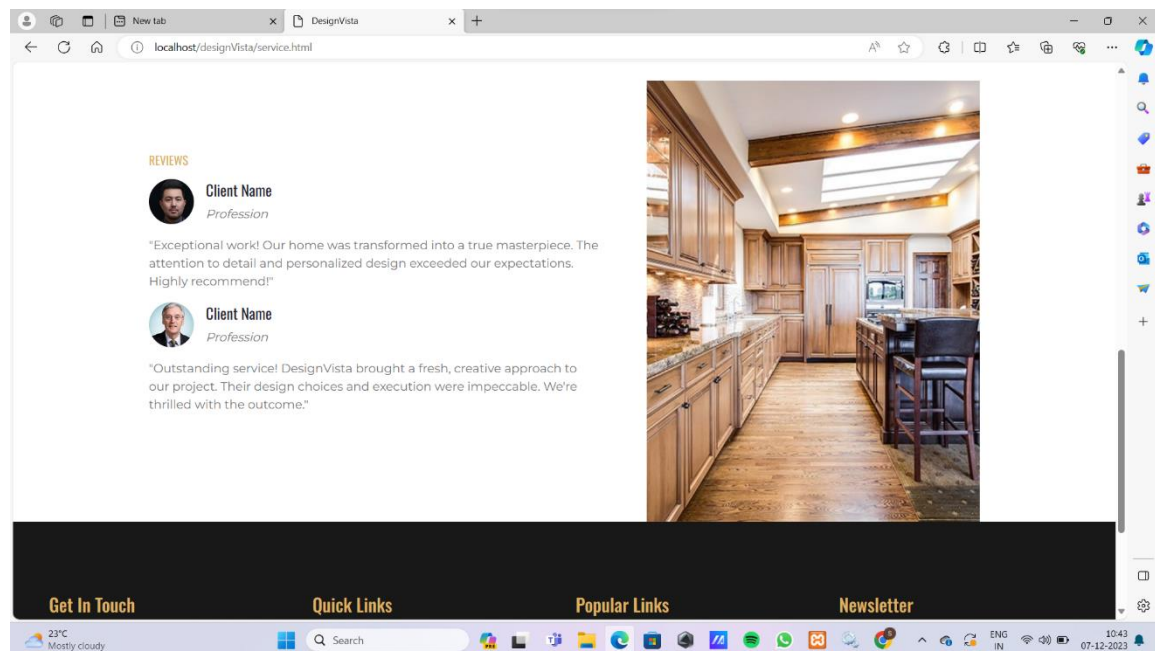 New tab
DesignVista
localhost/designVista/service.html
REVIEWS
Client Name
Profession
"Exceptional work! Our home was transformed into a true masterpiece. The
attention to detail and personalized design exceeded our expectations.
Highly recommend!"
Client Name
Profession
"Outstanding service! DesignVista brought a fresh, creative approach to
our project. Their design choices and execution were impeccable. We're
thrilled with the outcome."
Get In Touch
Quick Links
Popular Links
Newsletter
23°C
Mostly cloudy
Search
ENG
IN
10:43
07-12-2023